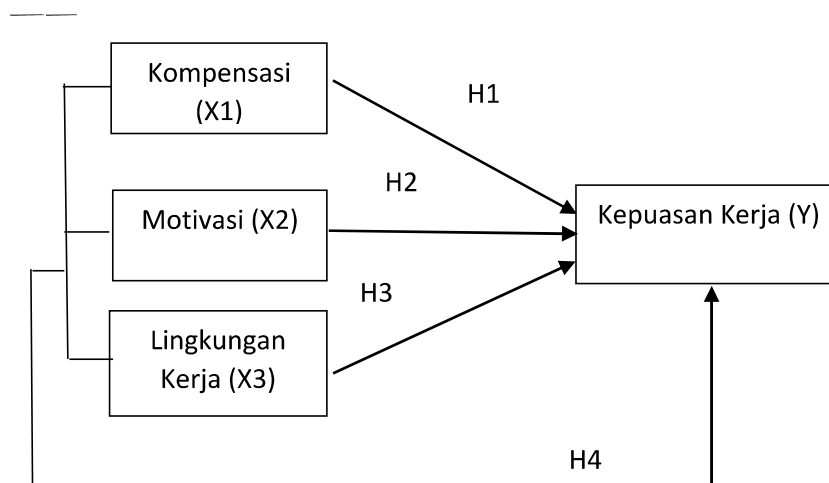 Kompensasi
(X1)
H1
H2
Motivasi (X2)
Kepuasan Kerja (Y)
H3
Lingkungan
Kerja (X3)
H4